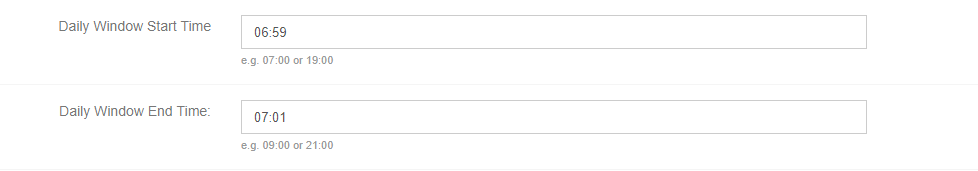 Daily Window Start Time
06:59
e.g. 07:00 or 19:00
Daily Window End Time:
07:01
e.g. 09:00 or 21:00